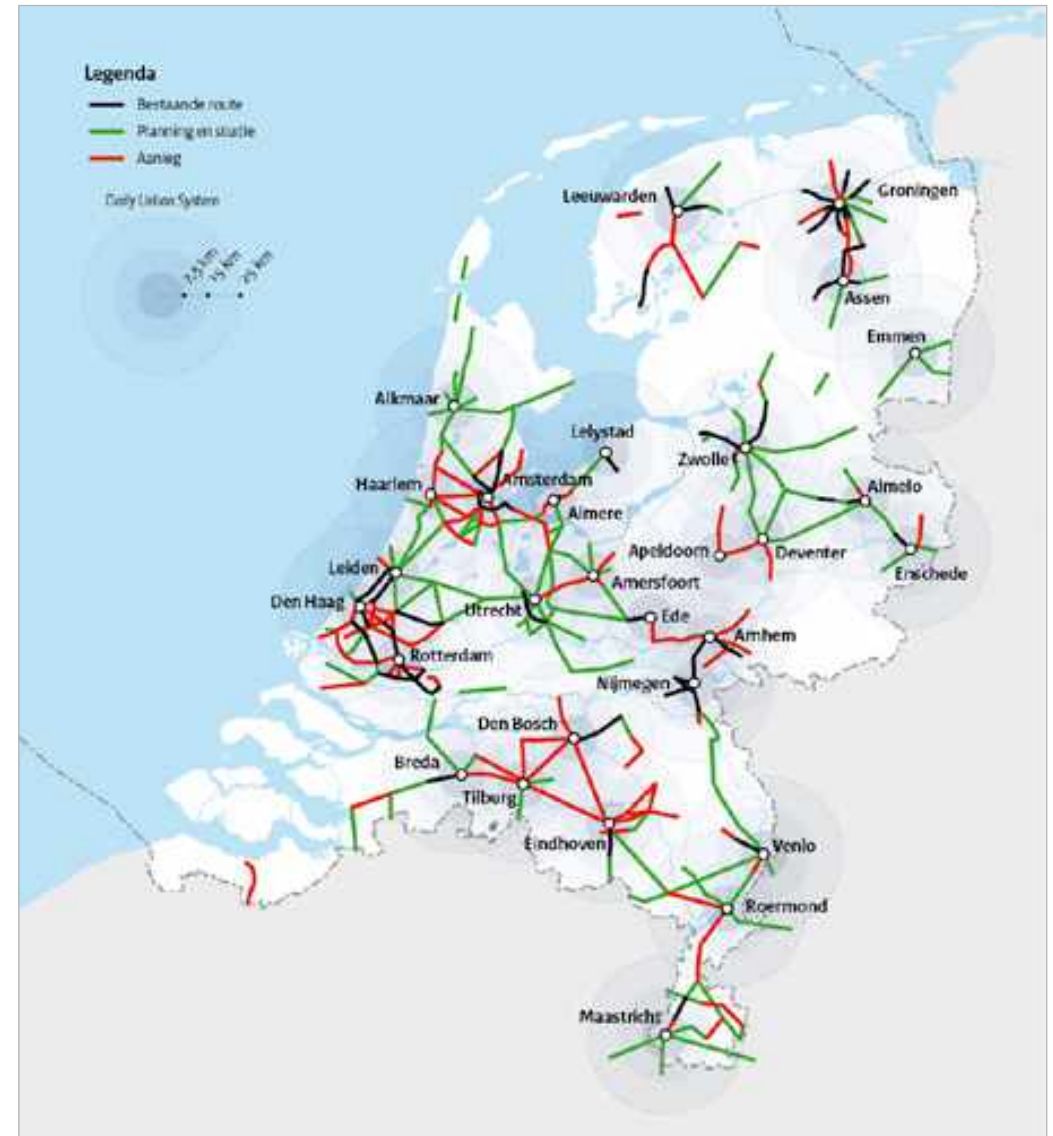 Legenda
Bestaande route
Planning en studie
Aanleg
Daily Urban System
7,5 km
15 km
25 km
Leeuwarden
Groningen
Assen
Emmen
Alkmaar
Lelystad
Zwolle
Haarlem
Amsterdam
Almere
Almelo
Apeldoorn
Deventer
Enschede
Leiden
Amersfoort
Den Haag
Utrecht
Ede
Arnhem
Rotterdam
Nijmegen
Den Bosch
Breda
Tilburg
Eindhoven
Venlo
Roermond
Maastricht